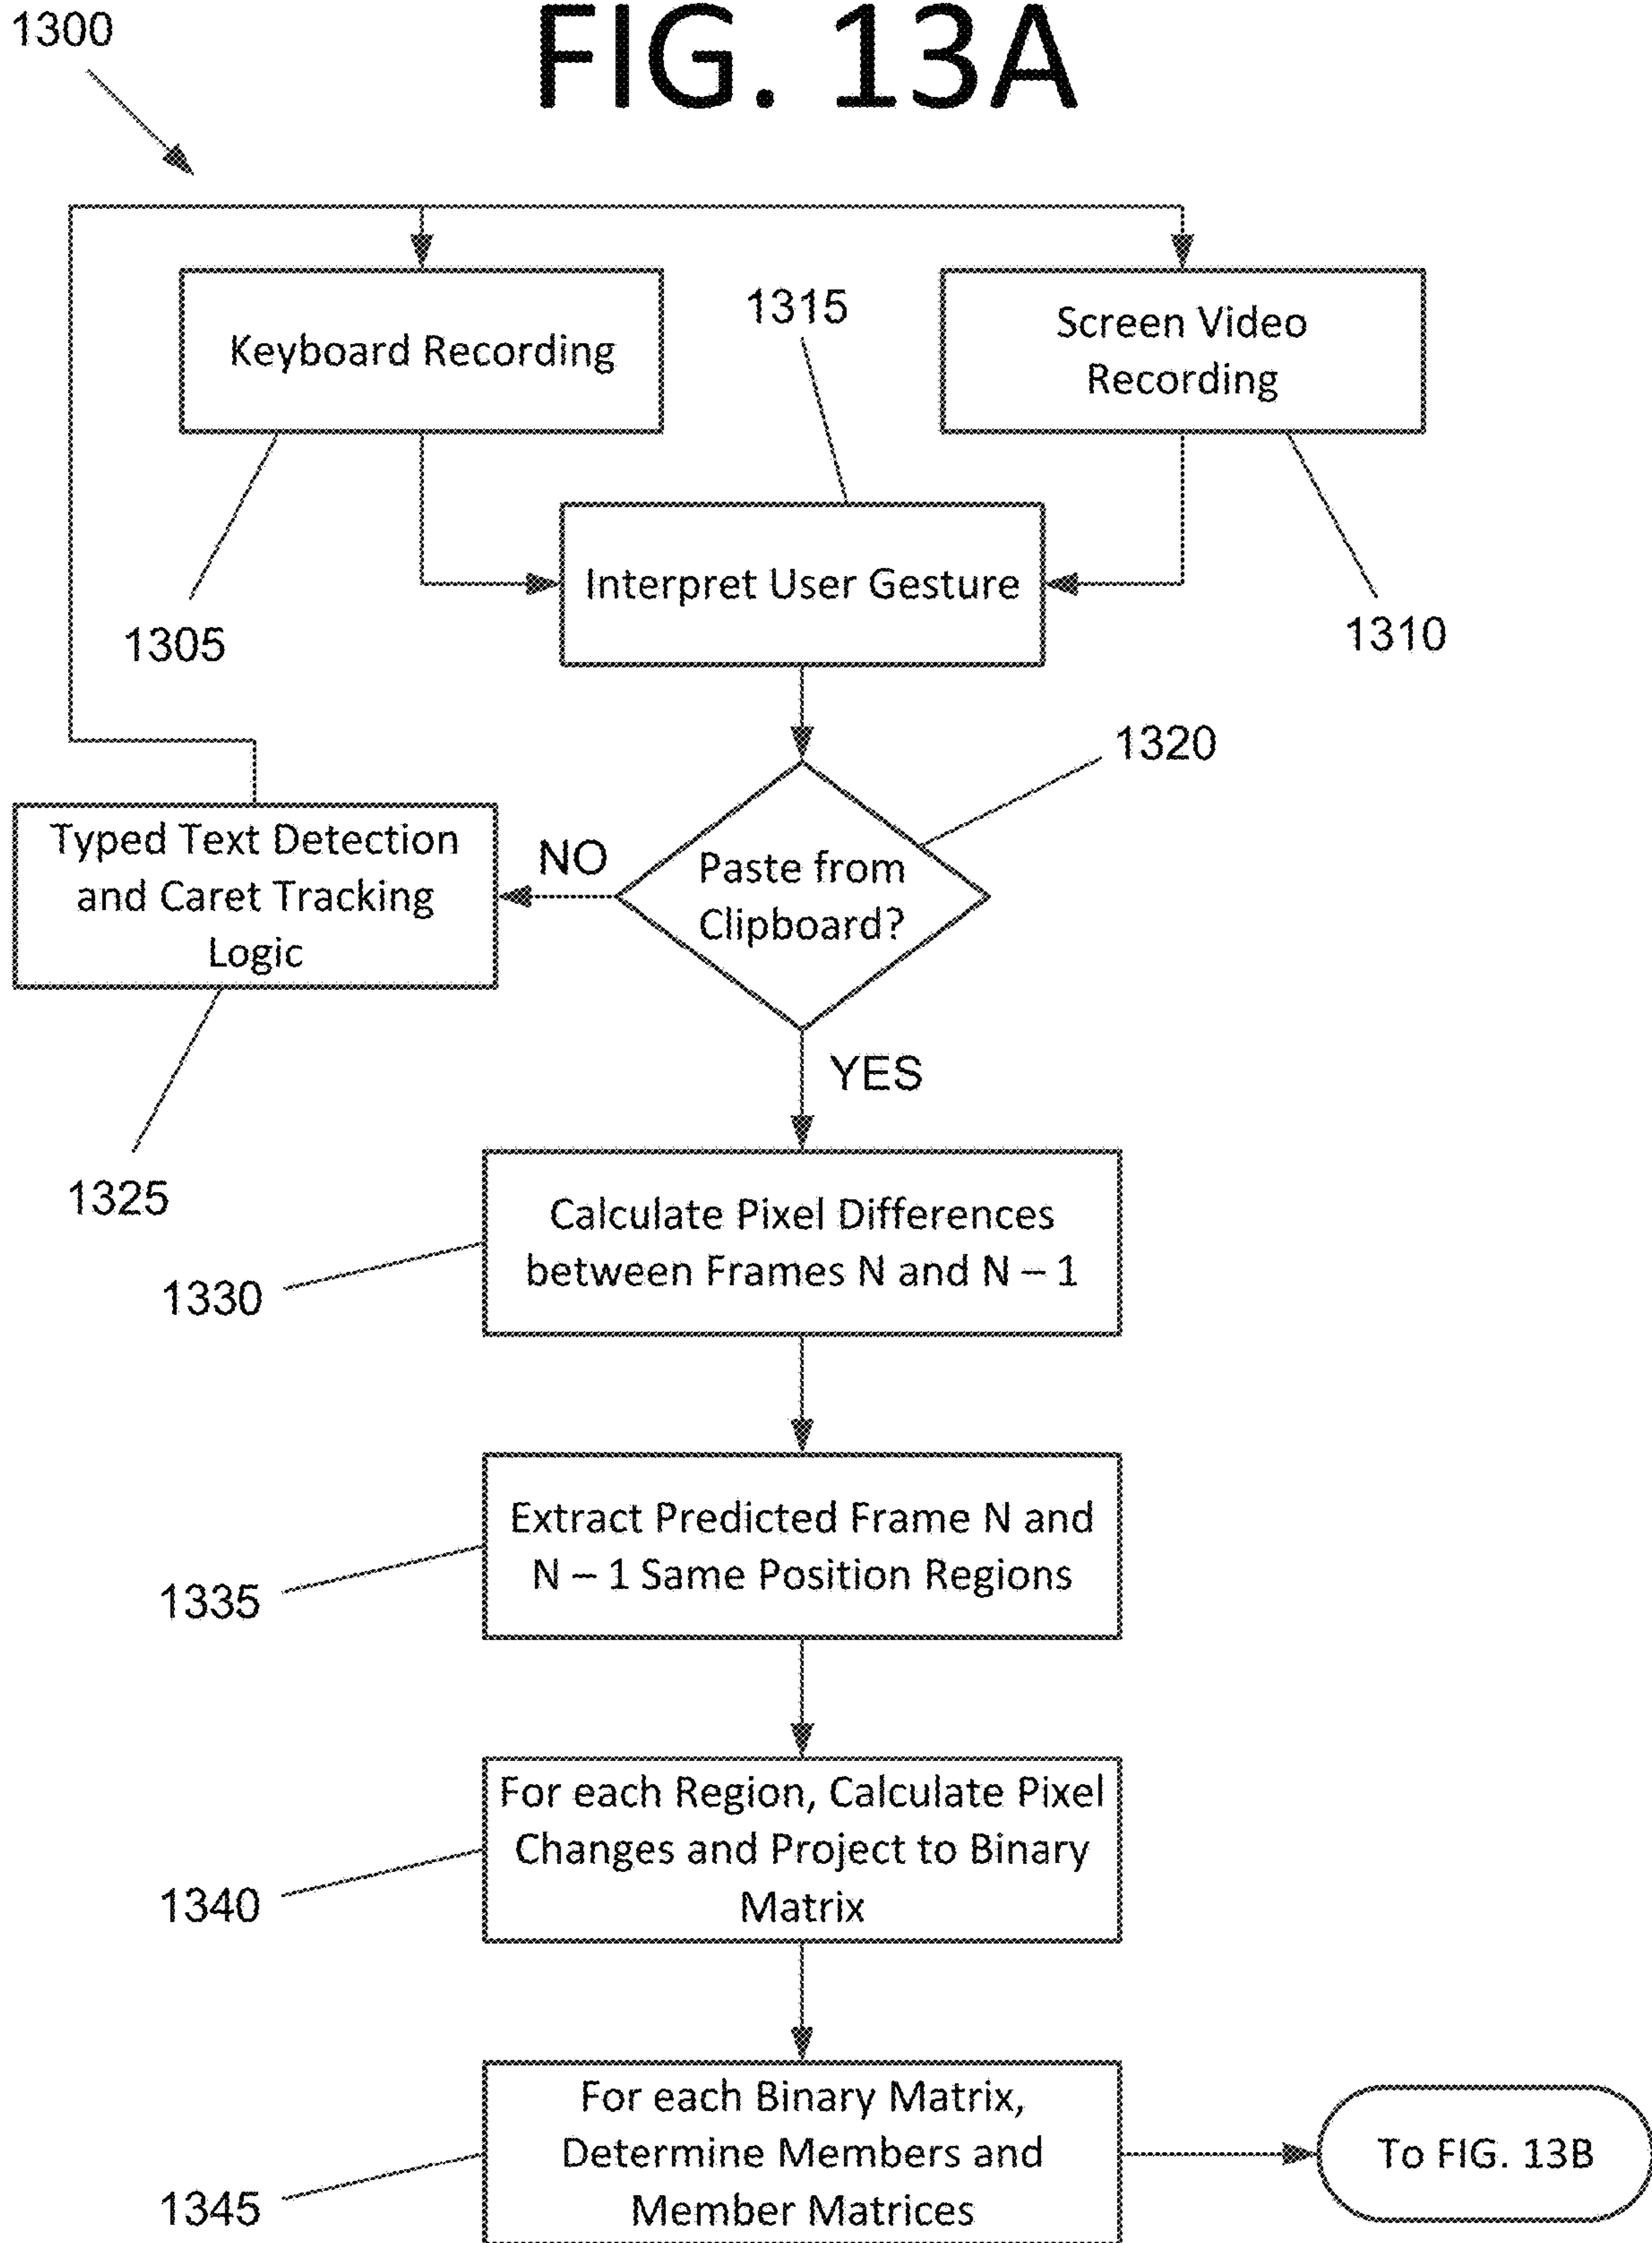 1300
FIG. 13A
Keyboard Recording
1315
Screen Video
Recording
1305
Interpret User Gesture
1310
1320
Typed Text Detection
and Caret Tracking
Logic
NO
Paste from
Clipboard?
YES
1325
Calculate Pixel Differences
between Frames N and N – 1
1330
Extract Predicted Frame N and
N – 1 Same Position Regions
1335
For each Region, Calculate Pixel
Changes and Project to Binary
Matrix
1340
For each Binary Matrix,
Determine Members and
Member Matrices
1345
To FIG. 13B